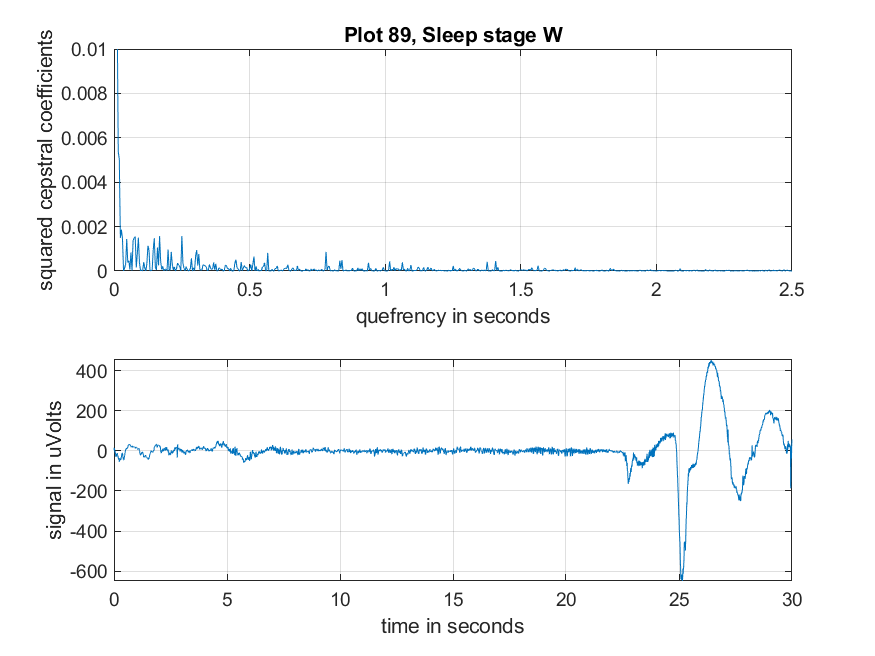 Plot 89, Sleep stage W
squared cepstral coefficients
0.01
0.008
0.006
0.004
0.002
0
0 0.5 1 1.5 2 2.5
quefrency in seconds
signal in uVolts
400
200
0
-200
-400
-600
0 5 10 15 20 25 30
time in seconds